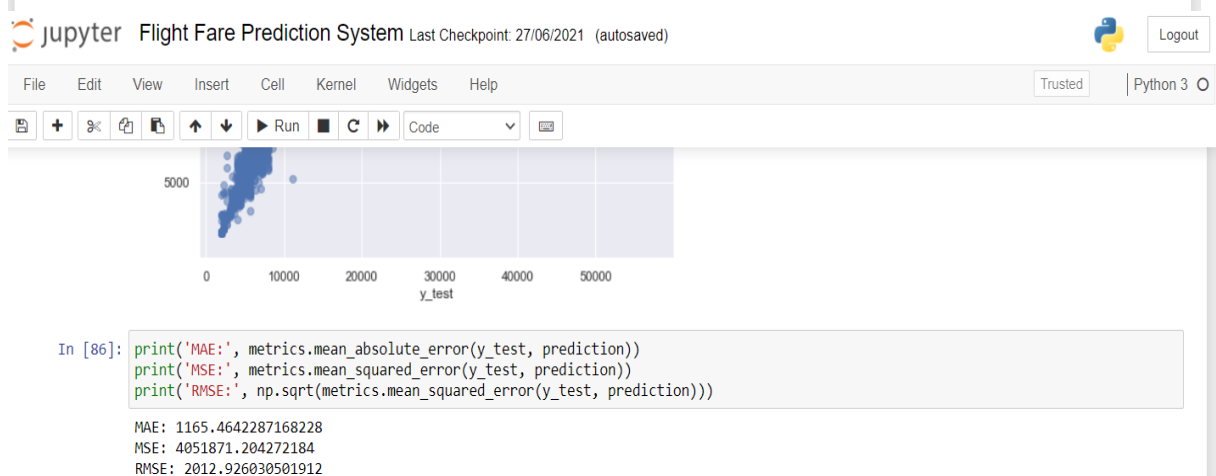 jupyter Flight Fare Prediction System Last Checkpoint: 27/06/2021 (autosaved)
Logout
File Edit View Insert Cell Kernel Widgets Help
Trusted
Python 3
Run
Code
5000
0 10000 20000 30000 40000 50000
y_test
In [86]: print('MAE:', metrics.mean_absolute_error(y_test, prediction))
print('MSE:', metrics.mean_squared_error(y_test, prediction))
print('RMSE:', np.sqrt(metrics.mean_squared_error(y_test, prediction)))
MAE: 1165.4642287168228
MSE: 4051871.204272184
RMSE: 2012.926030501912